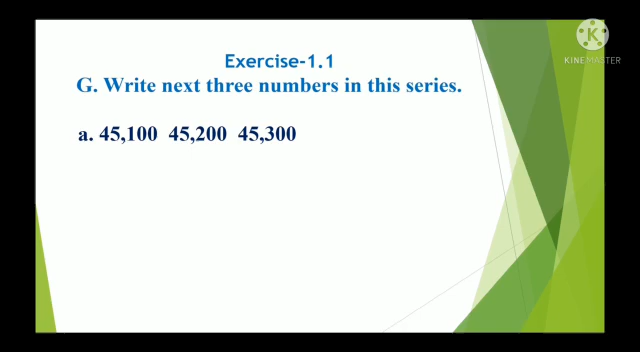 KINEMASTER
Exercise-1.1
G. Write next three numbers in this series.
a. 45,100 45,200 45,300